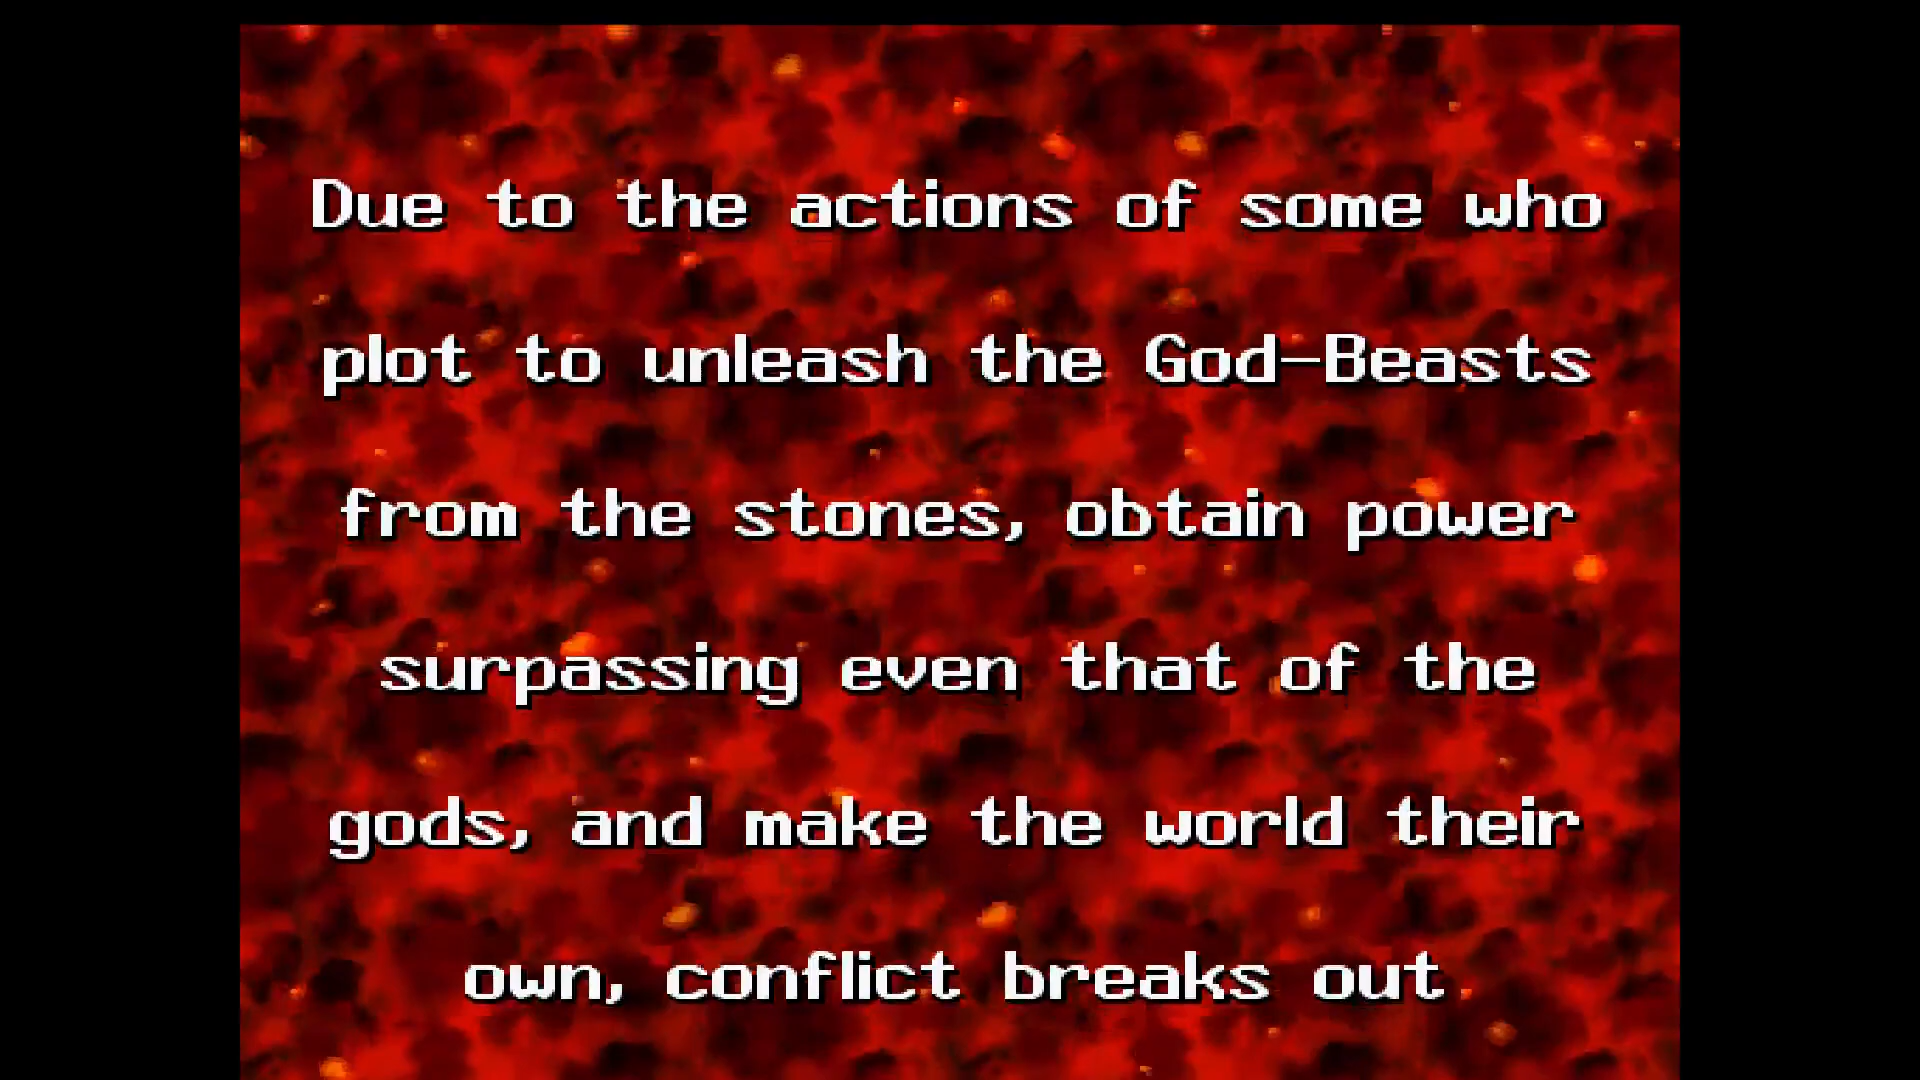 Due to the actions of some who
plot to unleash the God-Beasts
from the stones, obtain power
surpassing even that of the
gods, and make the world their
own, conflict breaks out